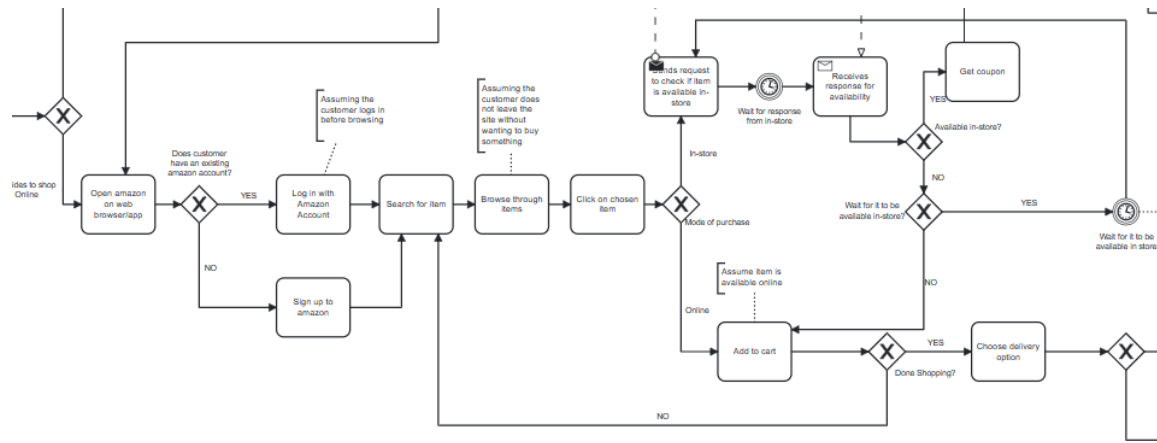 Assuming the
customer logs in
before browsing
Assuming the
customer does
not leave the
site without
wanting to buy
something
request
to check if item
is available in-
store
Wait for response
from in-store
Receives
response for
availability
Get coupon
YES
Available in-store?
Does customer
have an existing
amazon account?
In-store
to shop
Online
Open amazon
on web
browser/app
YES
Log in with
Amazon
Account
Search for item
Browse through
items
Click on chosen
item
Mode of purchase
NO
Wait for it to be
available in-store?
YES
Wait for it to be
available in store
NO
Sign up to
amazon
Assume item is
available online
Online
NO
Add to cart
YES
Done Shopping?
Choose delivery
option
NO